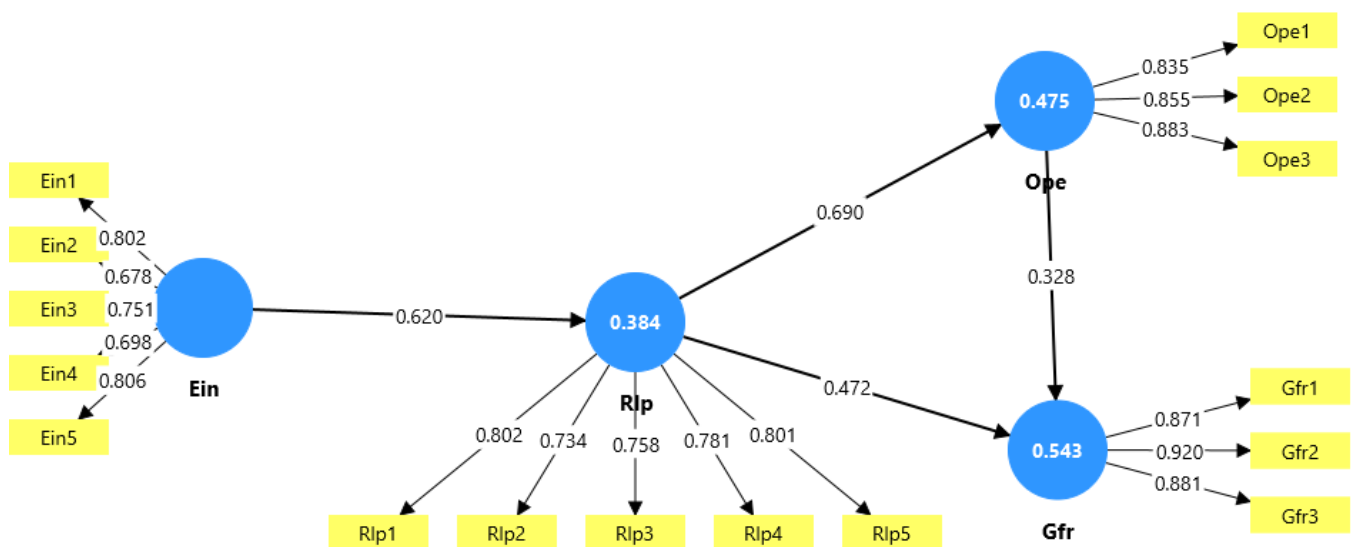 Ein1
Ein2
Ein3
Ein4
Ein5
0.802
0.678
0.751
0.698
0.806
Ein
0.620
0.384
Rlp
0.802
0.734
0.758
0.781
0.801
Rlp1
Rlp2
Rlp3
Rlp4
Rlp5
0.690
0.472
0.475
Ope
0.835
0.855
0.883
Ope1
Ope2
Ope3
0.328
0.543
Gfr
0.871
0.920
0.881
Gfr1
Gfr2
Gfr3